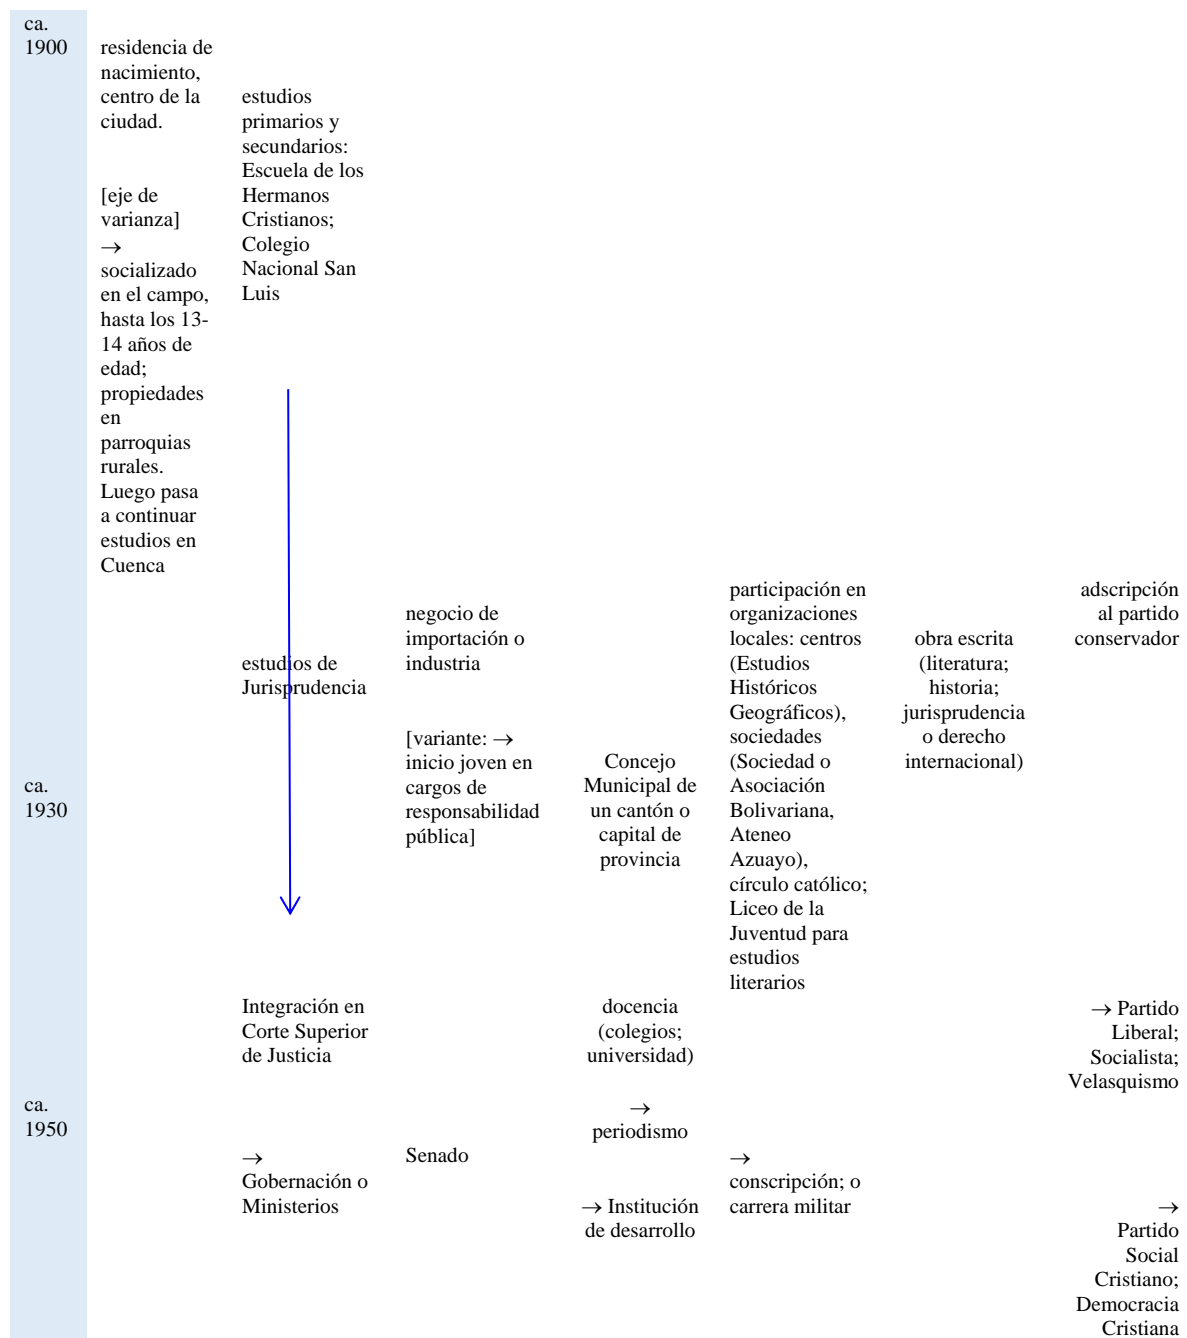 ca.
1900
residencia de
nacimiento,
centro de la
ciudad.
[eje de
varianza]
→
socializado
en el campo,
hasta los 13-
14 años de
edad;
propiedades
en
parroquias
rurales.
Luego pasa
a continuar
estudios en
Cuenca
estudios
primarios y
secundarios:
Escuela de los
Hermanos
Cristianos;
Colegio
Nacional San
Luis
estudios de
Jurisprudencia
negocio de
importación o
industria
[variante: →
inicio joven en
cargos de
responsabilidad
pública]
ca.
1930
Concejo
Municipal de
un cantón o
capital de
provincia
participación en
organizaciones
locales: centros
(Estudios
Históricos
Geográficos),
sociedades
(Sociedad o
Asociación
Bolivariana,
Ateneo
Azuayo),
círculo católico;
Liceo de la
Juventud para
estudios
literarios
obra escrita
(literatura;
historia;
jurisprudencia
o derecho
internacional)
adscripción
al partido
conservador
Integración en
Corte Superior
de Justicia
docencia
(colegios;
universidad)
→ Partido
Liberal;
Socialista;
Velasquismo
ca.
1950
→
Gobernación o
Ministerios
Senado
→
periodismo
→ Institución
de desarrollo
→
conscripción; o
carrera militar
→
Partido
Social
Cristiano;
Democracia
Cristiana